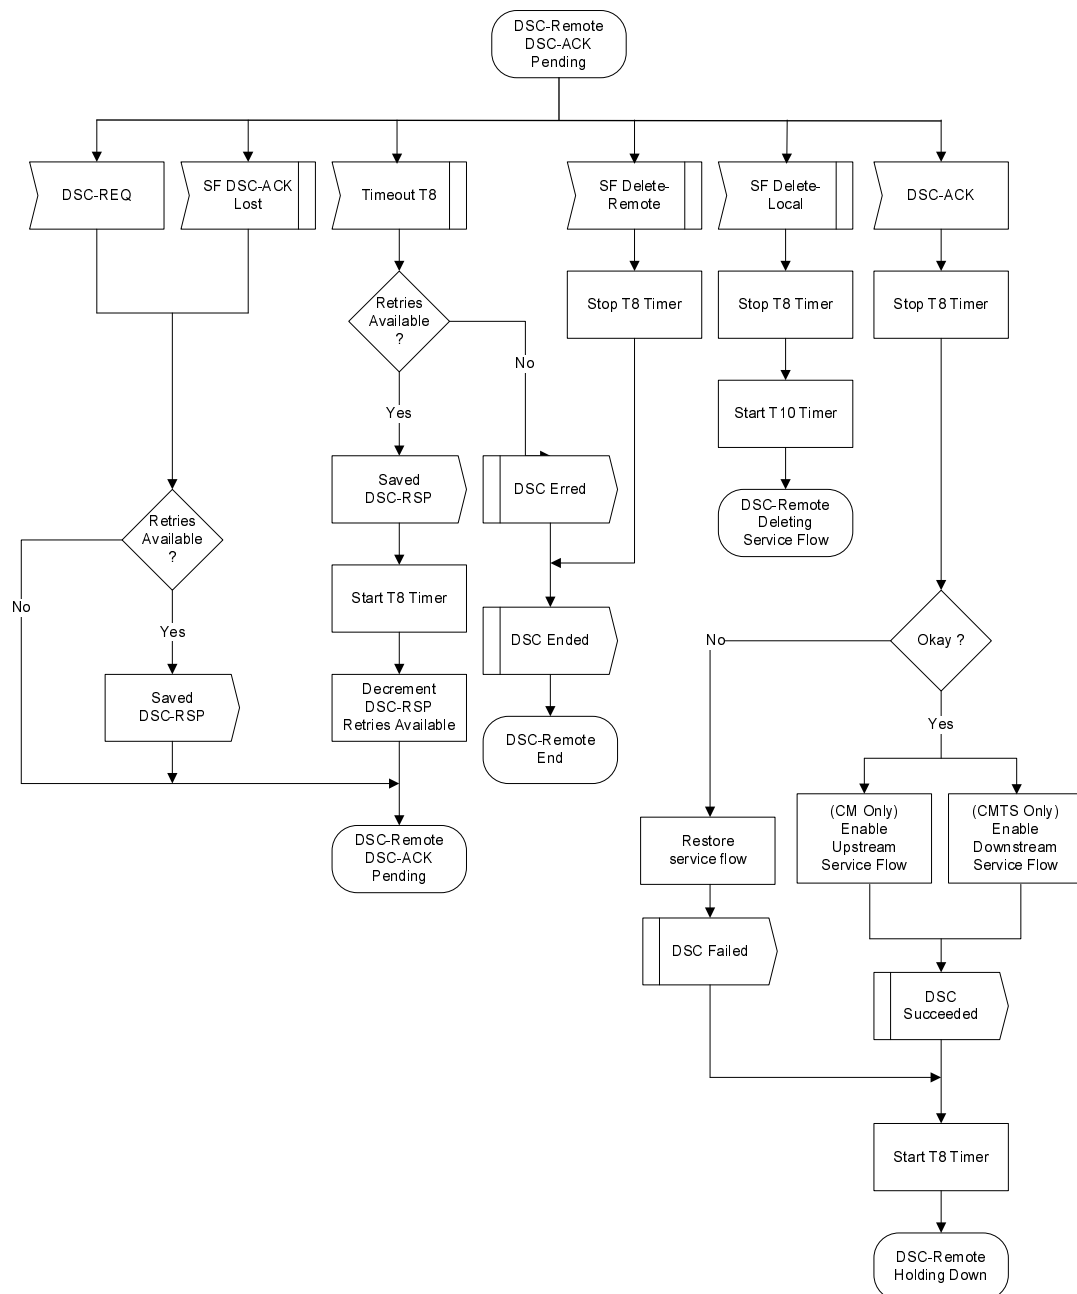 DSC-Remote
DSC-ACK
Pending
DSC-REQ
SF DSC-ACK
Lost
Timeout T8
SF Delete-
Remote
SF Delete-
Local
DSC-ACK
Retries
Available
?
Stop T8 Timer
Stop T8 Timer
Stop T8 Timer
No
Yes
Start T10 Timer
Saved
DSC-RSP
DSC Erred
DSC-Remote
Deleting
Service Flow
Retries
Available
?
No
Yes
Start T8 Timer
DSC Ended
No
Okay ?
Yes
Saved
DSC-RSP
Decrement
DSC-RSP
Retries Available
DSC-Remote
End
DSC-Remote
DSC-ACK
Pending
Restore
service flow
(CM Only)
Enable
Upstream
Service Flow
(CMTS Only)
Enable
Downstream
Service Flow
DSC Failed
DSC
Succeeded
Start T8 Timer
DSC-Remote
Holding Down